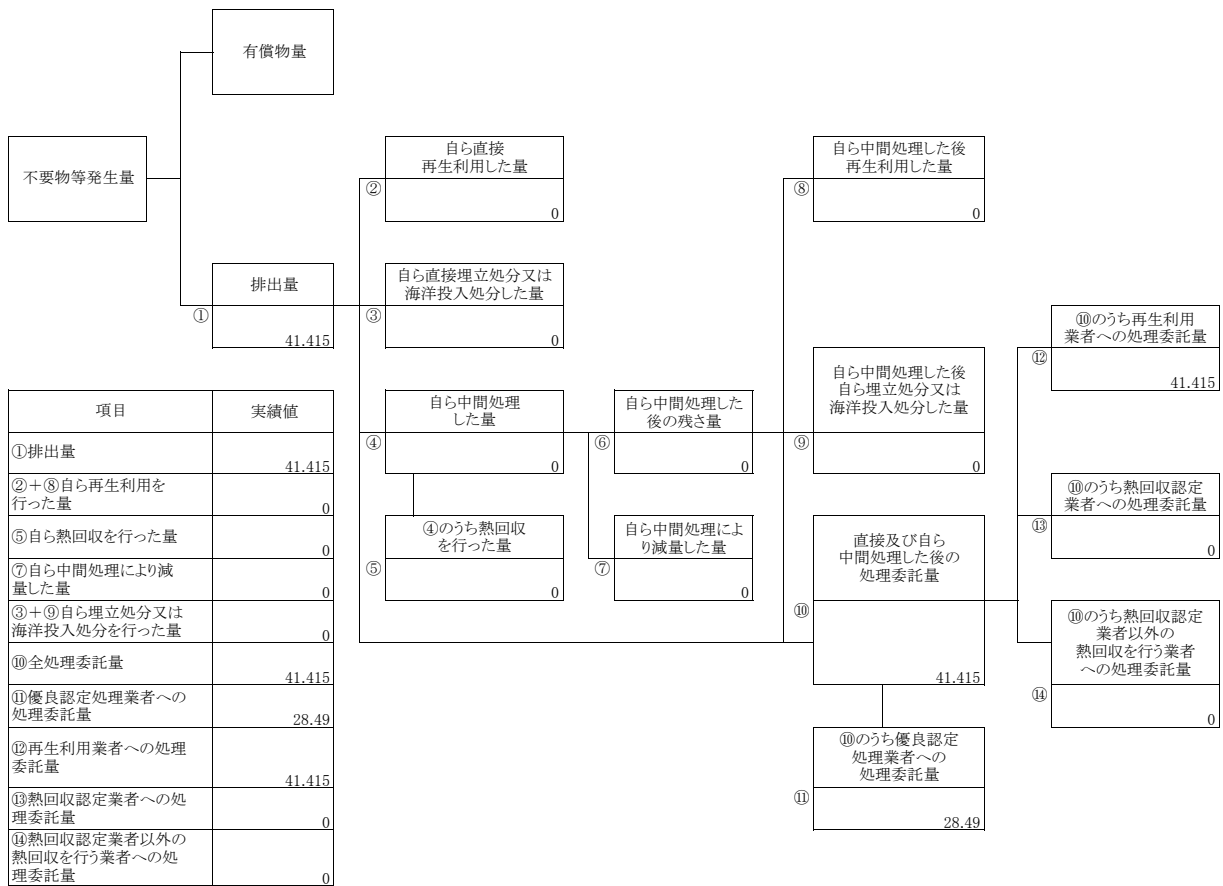 有償物量
不要物等発生量
自ら直接
再生利用した量
②
0
自ら中間処理した後
再生利用した量
⑧
0
排出量
①
41.415
自ら直接埋立処分又は
海洋投入処分した量
③
0
自ら中間処理
した量
④
0
自ら中間処理した
後の残さ量
⑥
0
自ら中間処理した後
自ら埋立処分又は
海洋投入処分した量
⑨
0
⑩のうち再生利用
業者への処理委託量
⑫
41.415
④のうち熱回収
を行った量
⑤
0
自ら中間処理によ
り減量した量
⑦
0
直接及び自ら
中間処理した後の
処理委託量
⑩
41.415
⑩のうち熱回収認定
業者への処理委託量
⑬
0
⑩のうち熱回収認定
業者以外の
熱回収を行う業者
への処理委託量
⑭
0
⑩のうち優良認定
処理業者への
処理委託量
⑪
28.49
項目 実績値
①排出量
41.415
②+⑧自ら再生利用を
行った量
0
⑤自ら熱回収を行った量
0
⑦自ら中間処理により減
量した量
0
③+⑨自ら埋立処分又は
海洋投入処分を行った量
0
⑩全処理委託量
41.415
⑪優良認定処理業者への
処理委託量
28.49
⑫再生利用業者への処理
委託量
41.415
⑬熱回収認定業者への処
理委託量
0
⑭熱回収認定業者以外の
熱回収を行う業者への処
理委託量
0